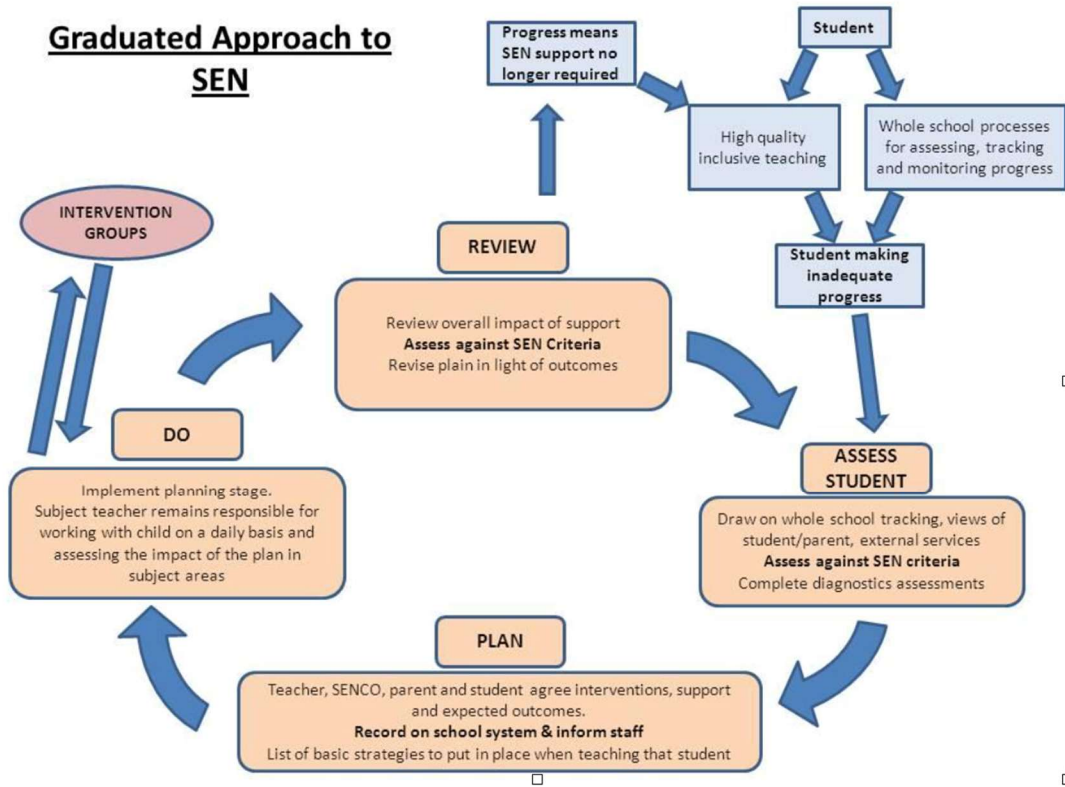 Graduated Approach to
SEN
Progress means
SEN support no
longer required
Student
High quality
inclusive teaching
Whole school processes
for assessing, tracking
and monitoring progress
Student making
inadequate
progress
INTERVENTION
GROUPS
REVIEW
Review overall impact of support
Assess against SEN Criteria
Revise plain in light of outcomes
DO
Implement planning stage.
Subject teacher remains responsible for
working with child on a daily basis and
assessing the impact of the plan in
subject areas
ASSESS
STUDENT
Draw on whole school tracking, views of
student/parent, external services
Assess against SEN criteria
Complete diagnostics assessments
PLAN
Teacher, SENCO, parent and student agree interventions, support
and expected outcomes.
Record on school system & inform staff
List of basic strategies to put in place when teaching that student